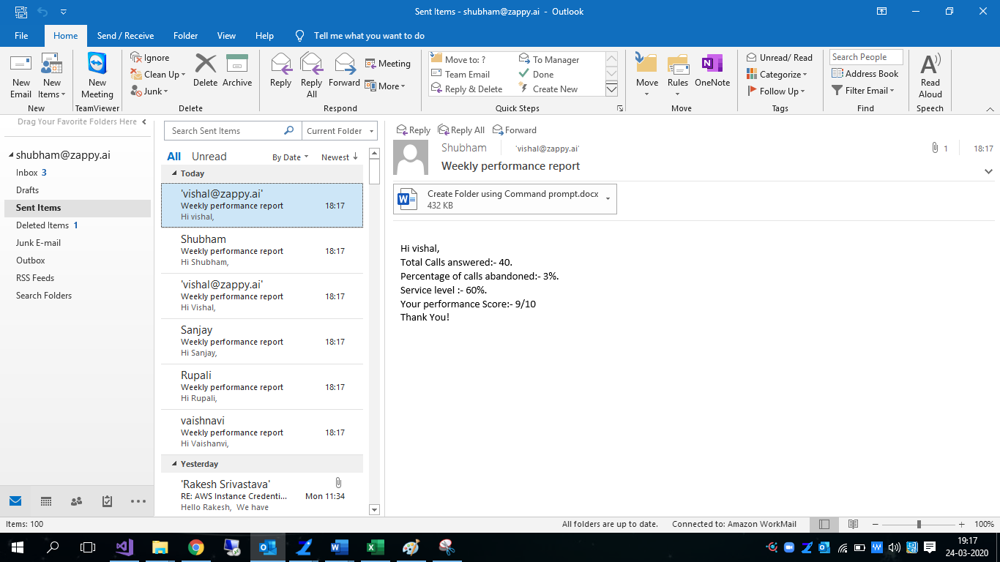 Sent Items - shubham@zappy.ai - Outlook
File Home Send / Receive Folder View Help Tell me what you want to do
New Email
New Items
New
New Meeting
TeamViewer
Ignore
Clean Up
Junk
Delete
Archive
Delete
Reply
Reply All
Forward
Meeting
More
Respond
Move to: ?
Team Email
Reply & Delete
To Manager
Done
Create New
Quick Steps
Move
Rules
OneNote
Move
Unread/ Read
Categorize
Follow Up
Tags
Search People
Address Book
Filter Email
Find
Read Aloud
Speech
Drag Your Favorite Folders Here
shubham@zappy.ai
Inbox 3
Drafts
Sent Items
Deleted Items 1
Junk E-mail
Outbox
RSS Feeds
Search Folders
Search Sent Items Current Folder
All Unread By Date Newest
Today
'vishal@zappy.ai'
Weekly performance report 18:17
Hi vishal,
Shubham
Weekly performance report 18:17
Hi Shubham,
'vishal@zappy.ai'
Weekly performance report 18:17
Hi Vishal,
Sanjay
Weekly performance report 18:17
Hi Sanjay,
Rupali
Weekly performance report 18:17
Hi Rupali,
vaishnavi
Weekly performance report 18:17
Hi Vaishanvi,
Yesterday
'Rakesh Srivastava'
RE: AWS Instance Credenti... Mon 11:34
Hello Rakesh, We have
Reply Reply All Forward
Shubham 'vishal@zappy.ai' 1 18:17
Weekly performance report
Create Folder using Command prompt.docx
432 KB
Hi vishal,
Total Calls answered:- 40.
Percentage of calls abandoned:- 3%.
Service level :- 60%.
Your performance Score:- 9/10
Thank You!
Items: 100 All folders are up to date. Connected to: Amazon WorkMail 100%
19:17
24-03-2020